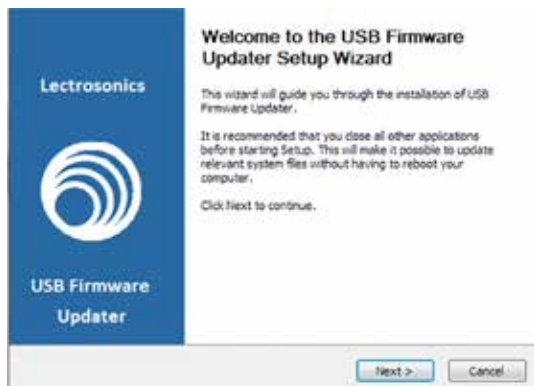 Lectrosonics
USB Firmware
Updater
Welcome to the USB Firmware
Updater Setup Wizard
This wizard will guide you through the installation of USB
Firmware Updater.
It is recommended that you close all other applications
before starting Setup. This will make it possible to update
relevant system files without having to reboot your
computer.
Click Next to continue.
Next >
Cancel